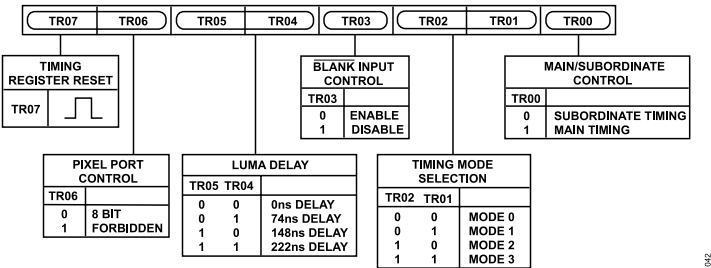 TR07 TR06 TR05 TR04 TR03 TR02 TR01 TR00
TIMING
REGISTER RESET
TR07
BLANK INPUT
CONTROL
TR03
0 ENABLE
1 DISABLE
MAIN/SUBORDINATE
CONTROL
TR00
0 SUBORDINATE TIMING
1 MAIN TIMING
PIXEL PORT
CONTROL
TR06
0 8 BIT
1 FORBIDDEN
LUMA DELAY
TR05 TR04
0 0 0ns DELAY
0 1 74ns DELAY
1 0 148ns DELAY
1 1 222ns DELAY
TIMING MODE
SELECTION
TR02 TR01
0 0 MODE 0
0 1 MODE 1
1 0 MODE 2
1 1 MODE 3
042